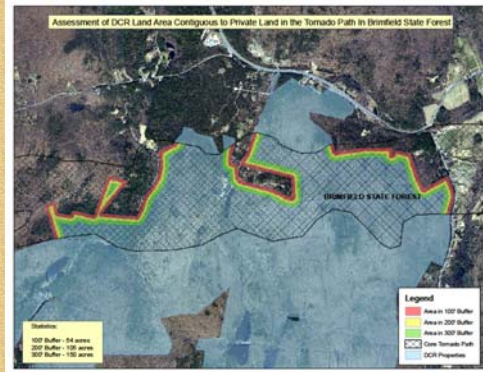 Assessment of DCR Land Area Contiguous to Private Land in the Tornado Path In Brimfield State Forest
BRIMFIELD STATE FOREST
Statistics:
100' Buffer - 54 acres
200' Buffer - 105 acres
300' Buffer - 150 acres
Legend
Area in 100' Buffer
Area in 200' Buffer
Area in 300' Buffer
Core Tornado Path
DCR Properties